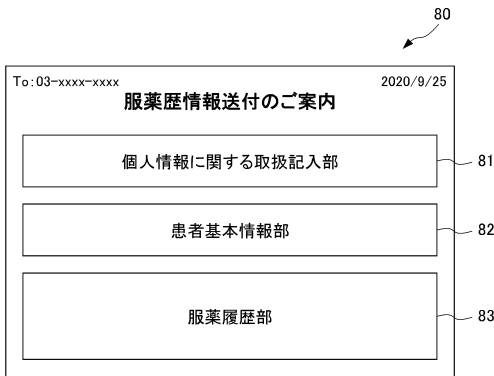 80
To:03-xxxx-xxxx 2020/9/25
服薬歴情報送付のご案内
個人情報に関する取扱記入部 81
患者基本情報部 82
服薬履歴部 83